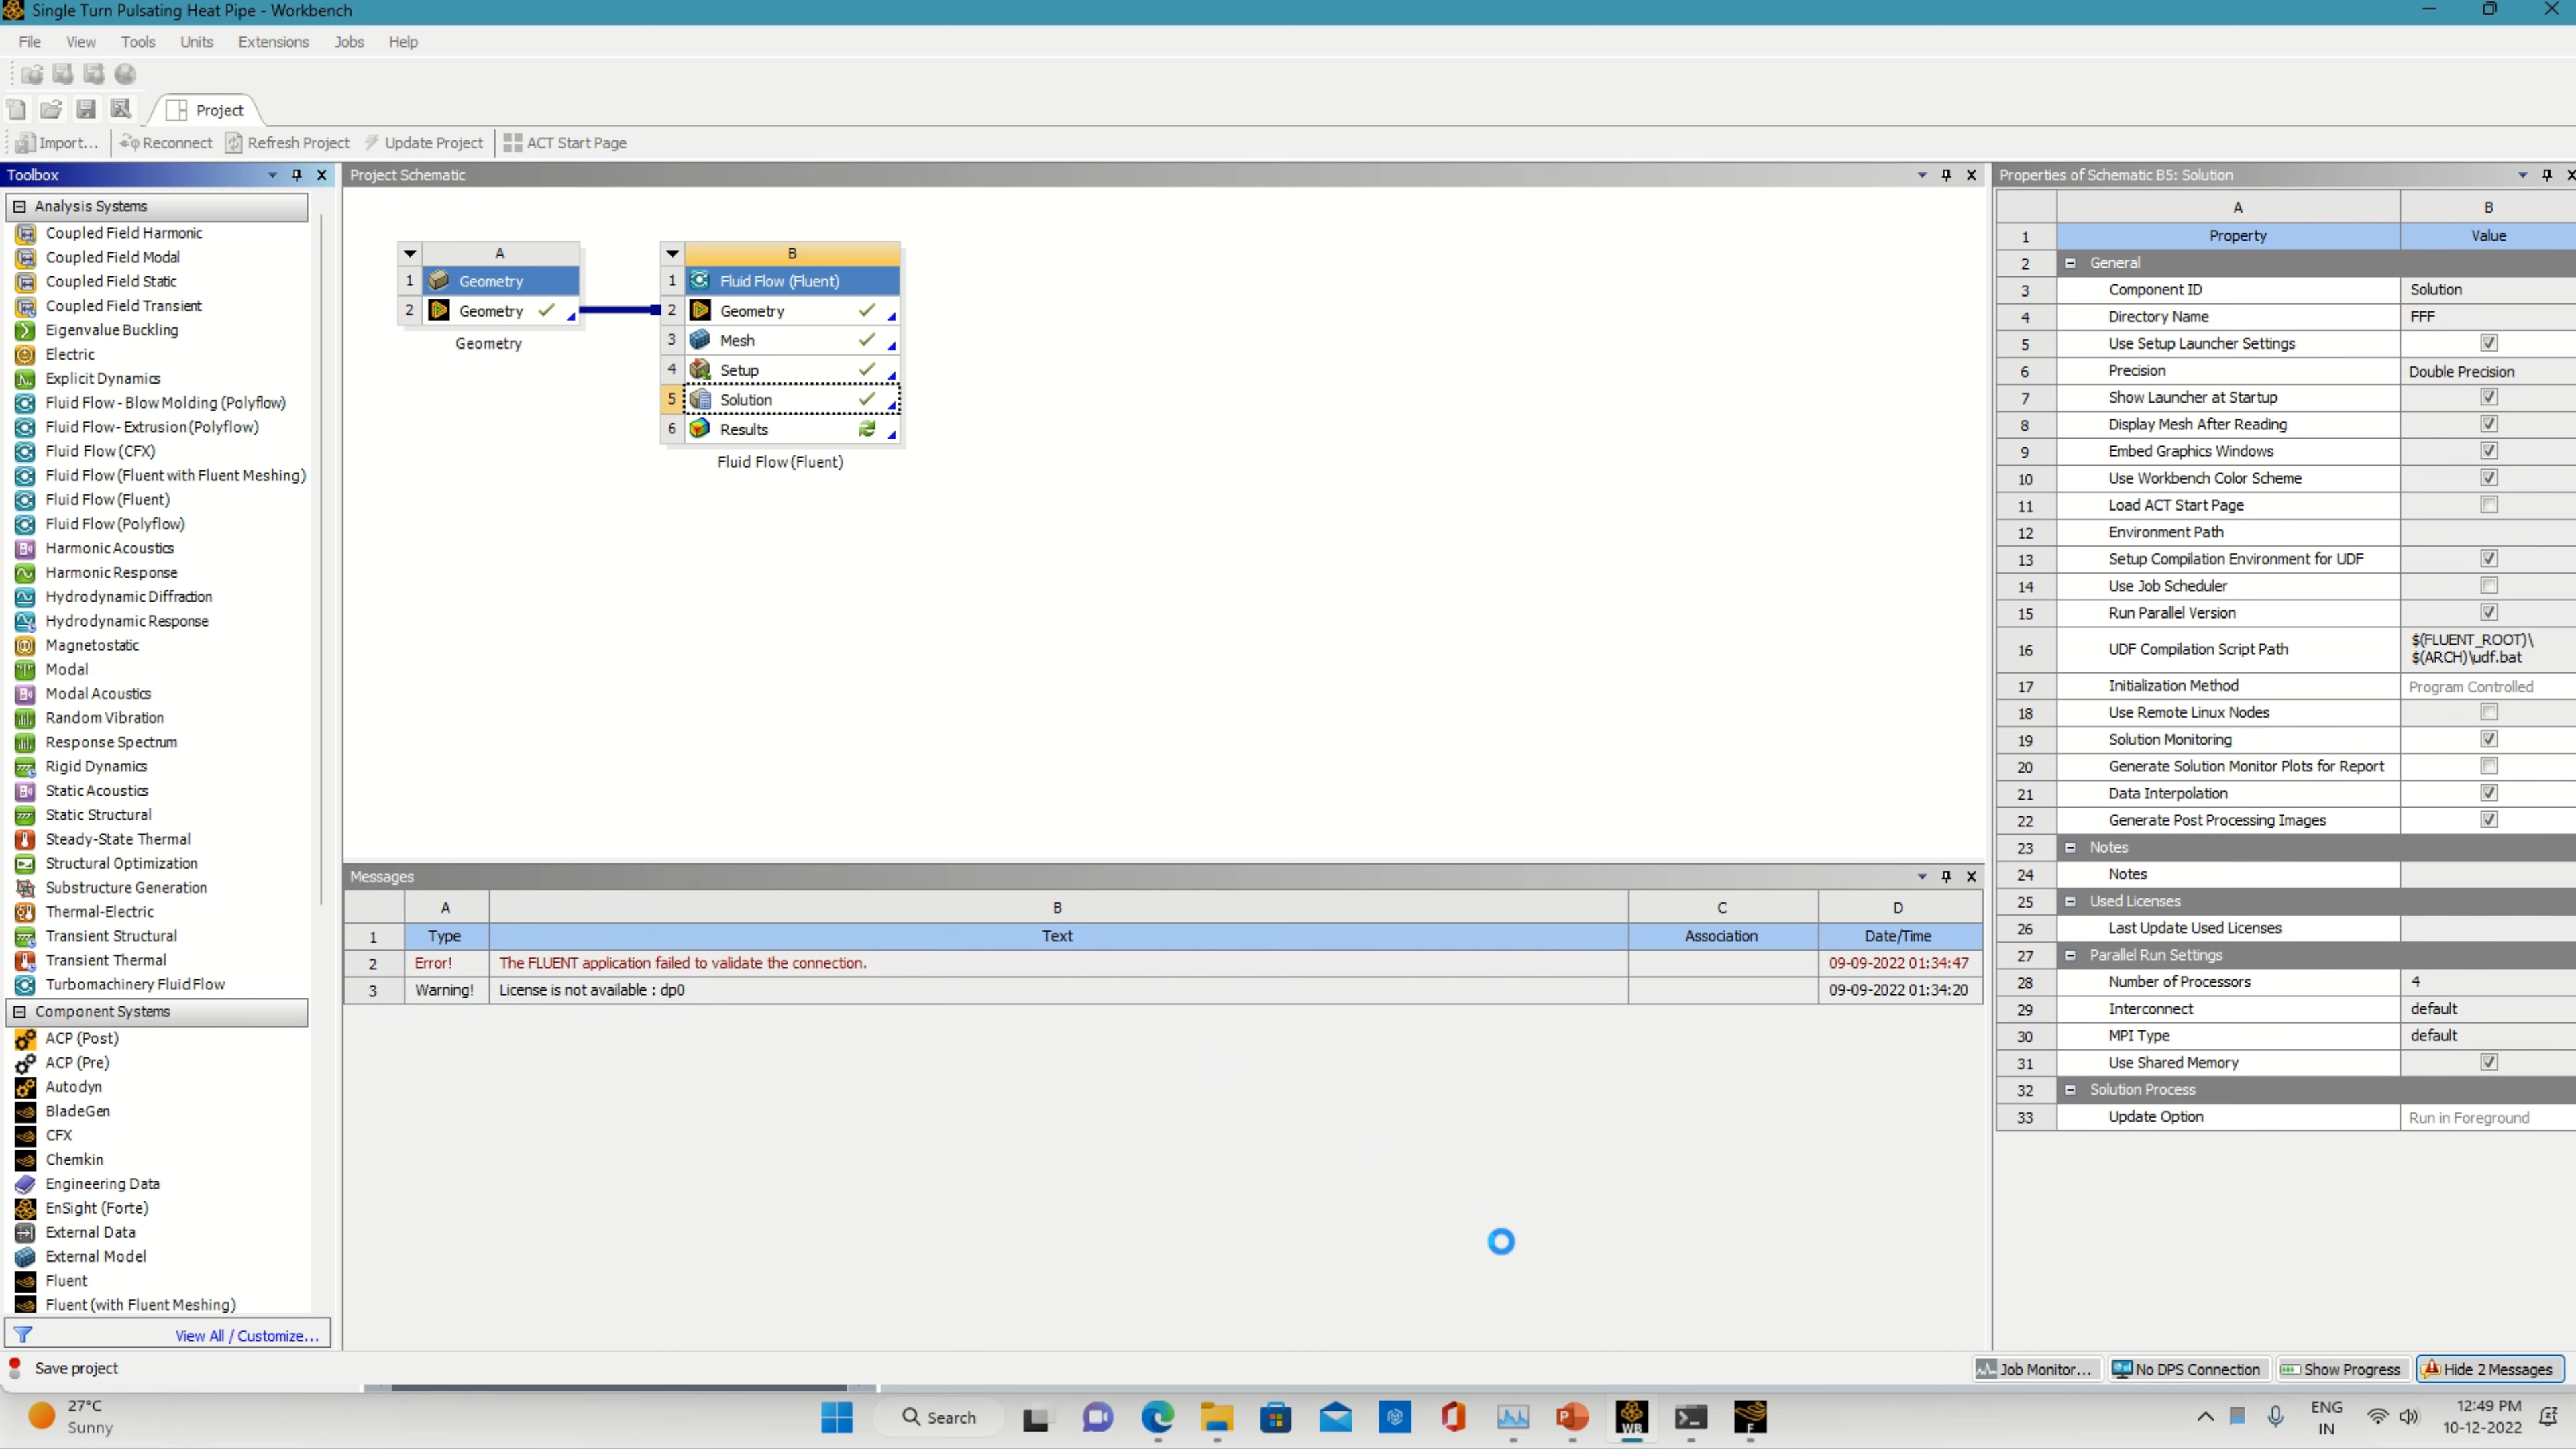 Single Turn Pulsating Heat Pipe - Workbench
File View Tools Units Extensions Jobs Help
Project
Import... Reconnect Refresh Project Update Project ACT Start Page
Toolbox
Analysis Systems
Coupled Field Harmonic
Coupled Field Modal
Coupled Field Static
Coupled Field Transient
Eigenvalue Buckling
Electric
Explicit Dynamics
Fluid Flow - Blow Molding (Polyflow)
Fluid Flow- Extrusion (Polyflow)
Fluid Flow (CFX)
Fluid Flow (Fluent with Fluent Meshing)
Fluid Flow (Fluent)
Fluid Flow (Polyflow)
Harmonic Acoustics
Harmonic Response
Hydrodynamic Diffraction
Hydrodynamic Response
Magnetostatic
Modal
Modal Acoustics
Random Vibration
Response Spectrum
Rigid Dynamics
Static Acoustics
Static Structural
Steady-State Thermal
Structural Optimization
Substructure Generation
Thermal-Electric
Transient Structural
Transient Thermal
Turbomachinery Fluid Flow
Component Systems
ACP (Post)
ACP (Pre)
Autodyn
BladeGen
CFX
Chemkin
Engineering Data
EnSight (Forte)
External Data
External Model
Fluent
Fluent (with Fluent Meshing)
View All / Customize...
Project Schematic
A
1 Geometry
2 Geometry
Geometry
B
1 Fluid Flow (Fluent)
2 Geometry
3 Mesh
4 Setup
5 Solution
6 Results
Fluid Flow (Fluent)
Messages
A B C D
1 Type Text Association Date/Time
2 Error! The FLUENT application failed to validate the connection. 09-09-2022 01:34:47
3 Warning! License is not available : dp0 09-09-2022 01:34:20
Properties of Schematic B5: Solution
A B
1 Property Value
2 General
3 Component ID Solution
4 Directory Name FFF
5 Use Setup Launcher Settings
6 Precision Double Precision
7 Show Launcher at Startup
8 Display Mesh After Reading
9 Embed Graphics Windows
10 Use Workbench Color Scheme
11 Load ACT Start Page
12 Environment Path
13 Setup Compilation Environment for UDF
14 Use Job Scheduler
15 Run Parallel Version
16 UDF Compilation Script Path $(FLUENT_ROOT)\
$(ARCH)\udf.bat
17 Initialization Method Program Controlled
18 Use Remote Linux Nodes
19 Solution Monitoring
20 Generate Solution Monitor Plots for Report
21 Data Interpolation
22 Generate Post Processing Images
23 Notes
24 Notes
25 Used Licenses
26 Last Update Used Licenses
27 Parallel Run Settings
28 Number of Processors 4
29 Interconnect default
30 MPI Type default
31 Use Shared Memory
32 Solution Process
33 Update Option Run in Foreground
Save project
Job Monitor... No DPS Connection Show Progress Hide 2 Messages
27°C
Sunny
Search
WB
F
ENG
IN
12:49 PM
10-12-2022